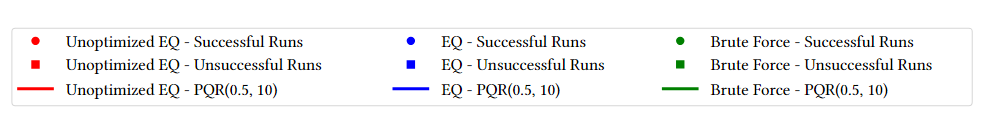 Unoptimized EQ - Successful Runs EQ - Successful Runs Brute Force - Successful Runs
Unoptimized EQ - Unsuccessful Runs EQ - Unsuccessful Runs Brute Force - Unsuccessful Runs
Unoptimized EQ - PQR(0.5, 10) EQ - PQR(0.5, 10) Brute Force - PQR(0.5, 10)